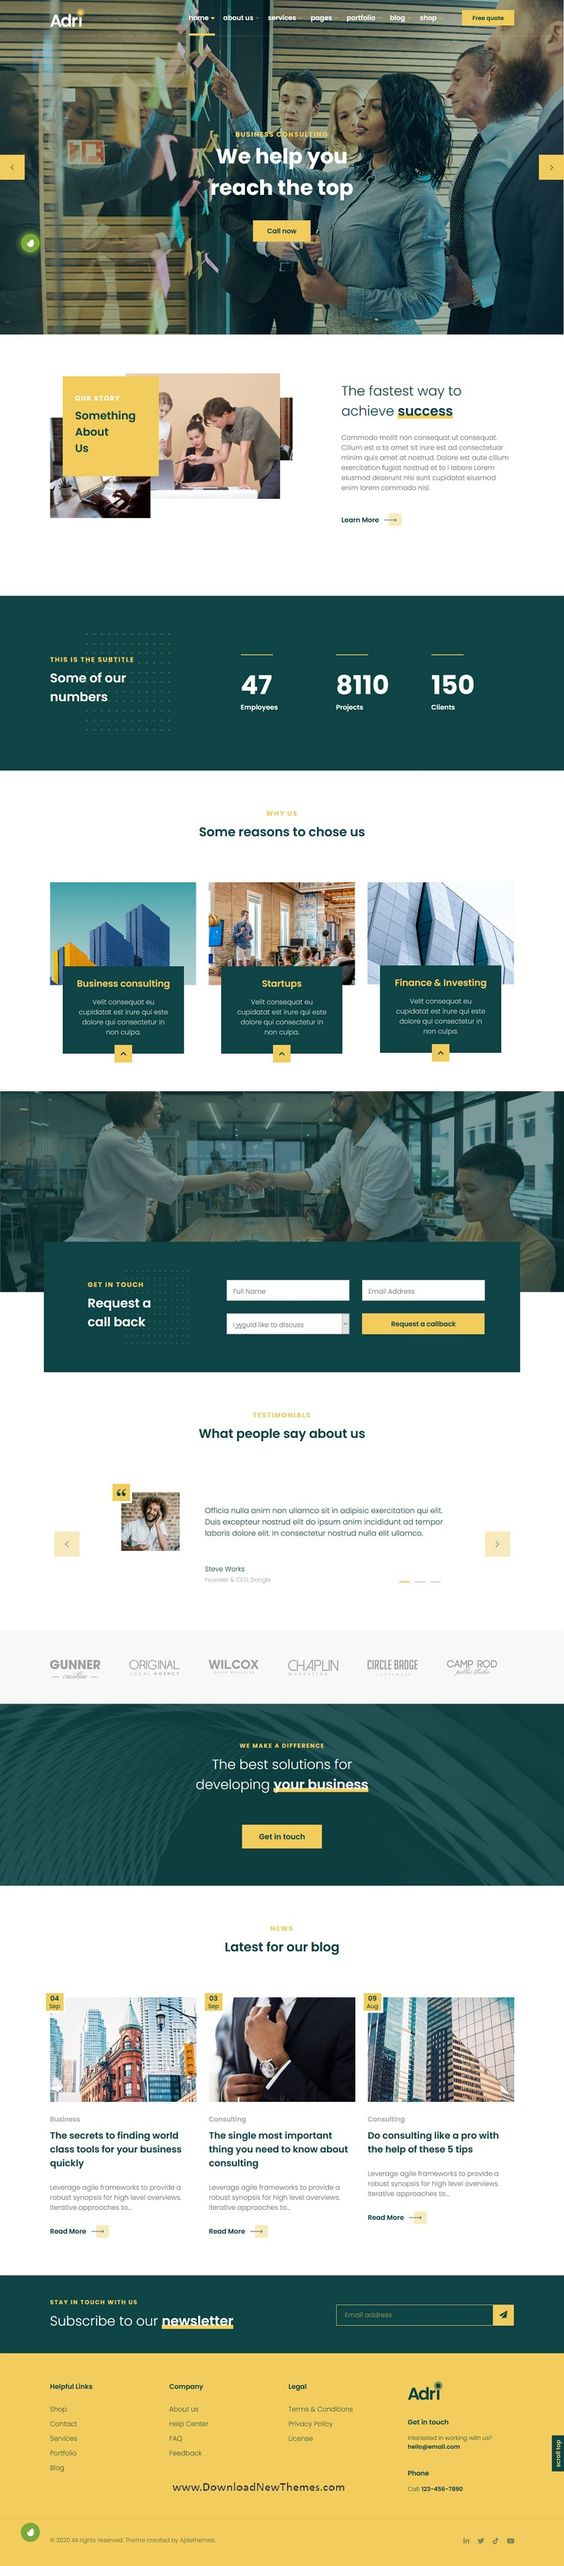 Adri
home about us services pages portfolio blog shop
Free quote
BUSINESS CONSULTING
We help you
reach the top
Call now
OUR STORY
Something
About
Us
The fastest way to
achieve success
Commodo mollit non consequat ut consequat.
Cillum est a to amet sit irure est ad consectetuar
minim quis amet at nostrud. Dolore est aute cillum
exercitation fugiat nostrud et to i labore Lorem
eiusmod deserunt nisi sunt cupidatat eiusmod
enim lorem commodo nisi.
Learn More
THIS IS THE SUBTITLE
Some of our
numbers
47
Employees
8110
Projects
150
Clients
WHY US
Some reasons to chose us
Business consulting
Velit consequat eu
cupidatat est irure qui este
dolore qui consectetur in
non culpa.
Startups
Velit consequat eu
cupidatat est irure qui este
dolore qui consectetur in
non culpa.
Finance & Investing
Velit consequat eu
cupidatat est irure qui este
dolore qui consectetur in
non culpa.
GET IN TOUCH
Request a
call back
Full Name
Email Address
I would like to discuss
Request a callback
TESTIMONIALS
What people say about us
Officia nulla anim non ullamco sit in adipisic exercitation qui elit.
Duis excepteur nostrud elit do ipsum anim incididunt ad tempor
laboris dolore elit. In consectetur nostrud nulla elit ullamco.
Steve Works
Founder & CEO, Dongle
GUNNER
creative
ORIGINAL
LOCAL AGENCY
WILCOX
CHAPLIN
MARKETING
CIRCLE BADGE
CAMP ROD
public studio
WE MAKE A DIFFERENCE
The best solutions for
developing your business
Get in touch
NEWS
Latest for our blog
04
Sep
Business
The secrets to finding world
class tools for your business
quickly
Leverage agile frameworks to provide a
robust synopsis for high level overviews.
Iterative approaches to...
Read More
03
Sep
Consulting
The single most important
thing you need to know about
consulting
Leverage agile frameworks to provide a
robust synopsis for high level overviews.
Iterative approaches to...
Read More
09
Aug
Consulting
Do consulting like a pro with
the help of these 5 tips
Leverage agile frameworks to provide a
robust synopsis for high level overviews.
Iterative approaches to...
Read More
STAY IN TOUCH WITH US
Subscribe to our newsletter
Email address
Helpful Links
Shop
Contact
Services
Portfolio
Blog
Company
About us
Help Center
FAQ
Feedback
Legal
Terms & Conditions
Privacy Policy
License
Adri
Get in touch
Interested in working with us?
hello@email.com
Phone
Call: 123-456-7890
scroll top
www.DownloadNewThemes.com
© 2020 All rights reserved. Theme created by Ajdethemes.